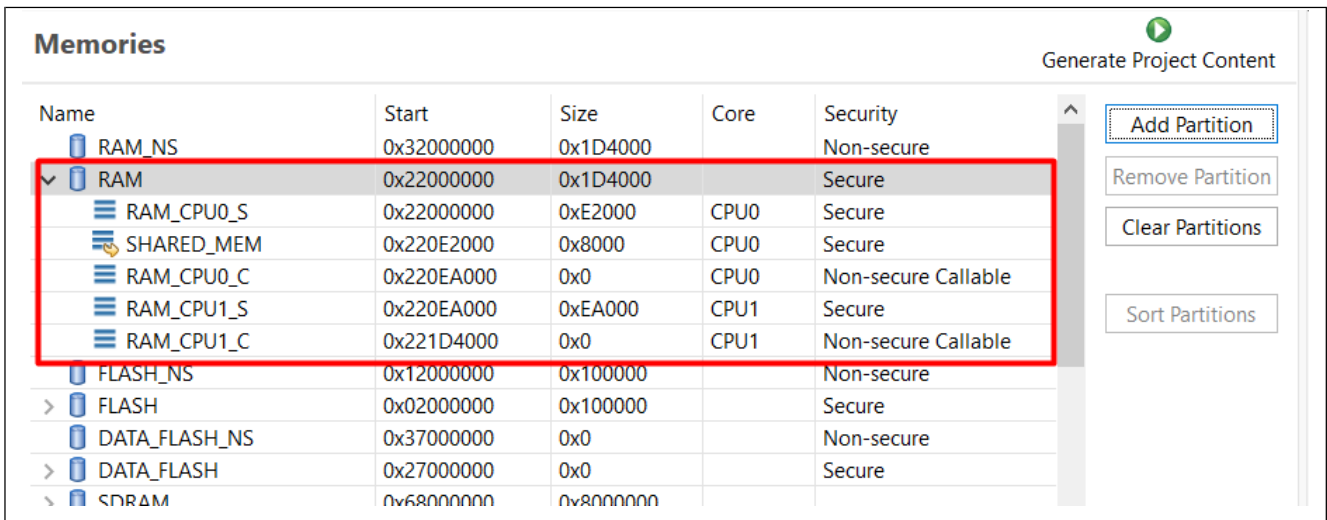 Memories
Generate Project Content
Name Start Size Core Security
RAM_NS 0x32000000 0x1D4000 Non-secure
RAM 0x22000000 0x1D4000 Secure
RAM_CPU0_S 0x22000000 0xE2000 CPU0 Secure
SHARED_MEM 0x220E2000 0x8000 CPU0 Secure
RAM_CPU0_C 0x220EA000 0x0 CPU0 Non-secure Callable
RAM_CPU1_S 0x220EA000 0xEA000 CPU1 Secure
RAM_CPU1_C 0x221D4000 0x0 CPU1 Non-secure Callable
FLASH_NS 0x12000000 0x100000 Non-secure
FLASH 0x02000000 0x100000 Secure
DATA_FLASH_NS 0x37000000 0x0 Non-secure
DATA_FLASH 0x27000000 0x0 Secure
SDRAM 0x68000000 0x8000000
Add Partition
Remove Partition
Clear Partitions
Sort Partitions